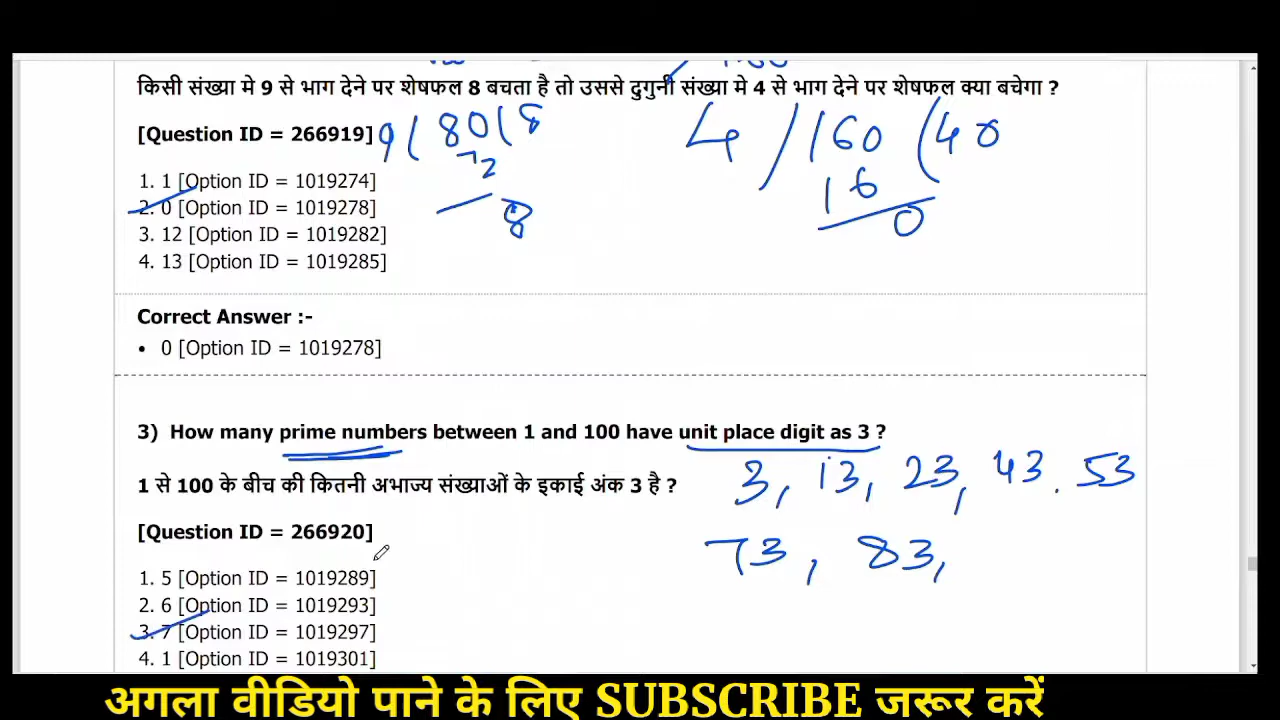 किसी संख्या मे 9 से भाग देने पर शेषफल 8 बचता है तो उससे दुगुनी संख्या मे 4 से भाग देने पर शेषफल क्या बचेगा ?
[Question ID = 266919] 9 ( 80 ( 8 4 / 160 ( 40
72 16
8 0
1. 1 [Option ID = 1019274]
2. 0 [Option ID = 1019278]
3. 12 [Option ID = 1019282]
4. 13 [Option ID = 1019285]
Correct Answer :-
• 0 [Option ID = 1019278]
3) How many prime numbers between 1 and 100 have unit place digit as 3 ?
3, 13, 23, 43. 53
1 से 100 के बीच की कितनी अभाज्य संख्याओं के इकाई अंक 3 है ?
73, 83,
[Question ID = 266920]
1. 5 [Option ID = 1019289]
2. 6 [Option ID = 1019293]
3. 7 [Option ID = 1019297]
4. 1 [Option ID = 1019301]
अगला वीडियो पाने के लिए SUBSCRIBE जरूर करें